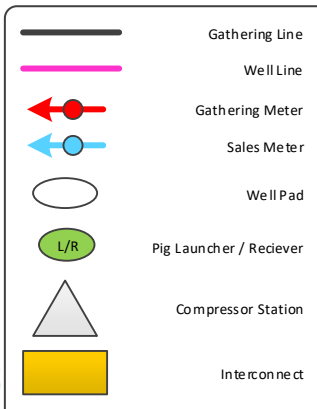 Gathering Line
Well Line
Gathering Meter
Sales Meter
Well Pad
L/R Pig Launcher / Reciever
Compressor Station
Interconnect